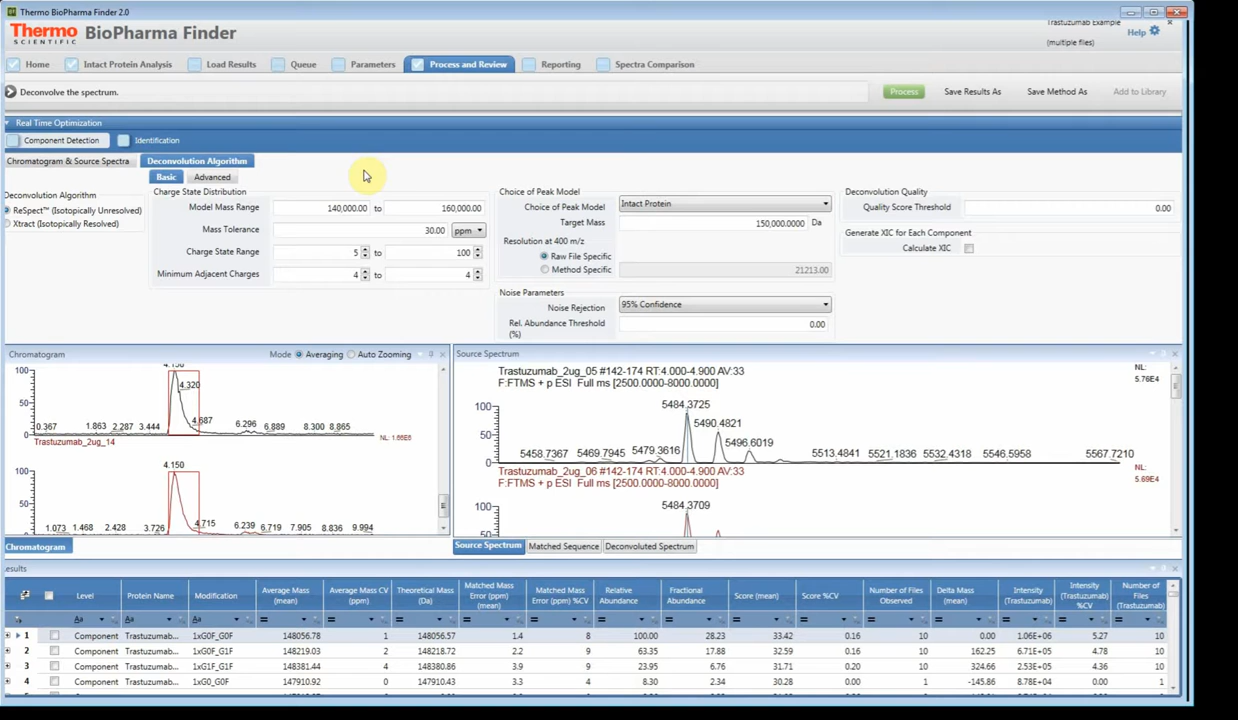 Thermo BioPharma Finder 2.0
Thermo SCIENTIFIC BioPharma Finder
Trastuzumab Example
(multiple files)
Help
Home Intact Protein Analysis Load Results Queue Parameters Process and Review Reporting Spectra Comparison
Deconvolve the spectrum. Process Save Results As Save Method As Add to Library
Real Time Optimization
Component Detection Identification
Chromatogram & Source Spectra Deconvolution Algorithm
Basic Advanced
Deconvolution Algorithm
ReSpect™ (Isotopically Unresolved)
Xtract (Isotopically Resolved)
Charge State Distribution
Model Mass Range 140,000.00 to 160,000.00
Mass Tolerance 30.00 ppm
Charge State Range 5 to 100
Minimum Adjacent Charges 4 to 4
Choice of Peak Model
Choice of Peak Model Intact Protein
Target Mass 150,000.0000 Da
Resolution at 400 m/z
Raw File Specific
Method Specific 21213.00
Noise Parameters
Noise Rejection 95% Confidence
Rel. Abundance Threshold (%) 0.00
Deconvolution Quality
Quality Score Threshold 0.00
Generate XIC for Each Component
Calculate XIC
Chromatogram Mode Averaging Auto Zooming
100
4.320
50
4.687
0.367 1.863 2.287 3.444 6.296 6.889 8.300 8.865
0
Trastuzumab_2ug_14
4.150
100
50
1.073 1.468 2.428 3.726 4.715 6.239 6.719 7.905 8.836 9.994
Chromatogram
Source Spectrum
Trastuzumab_2ug_05 #142-174 RT:4.000-4.900 AV:33
F:FTMS + p ESI Full ms [2500.0000-8000.0000]
NL:
5.76E4
5484.3725
100
5490.4821
50
5496.6019
5458.7367 5469.7945 5479.3616 5513.4841 5521.1836 5532.4318 5546.5958 5567.7210
0
Trastuzumab_2ug_06 #142-174 RT:4.000-4.900 AV:33
F:FTMS + p ESI Full ms [2500.0000-8000.0000]
NL:
5.69E4
5484.3709
100
50
Source Spectrum Matched Sequence Deconvoluted Spectrum
Level Protein Name Modification Average Mass (mean) Average Mass CV (ppm) Theoretical Mass (Da) Matched Mass Error (ppm) (mean) Matched Mass Error (ppm) %CV Relative Abundance Fractional Abundance Score (mean) Score %CV Number of Files Observed Delta Mass (mean) Intensity (Trastuzumab) Intensity (Trastuzumab) %CV Number of Files (Trastuzumab)
1 Component Trastuzumab... 1xG0F_G0F 148056.78 1 148056.57 1.4 8 100.00 28.23 33.42 0.16 10 0.00 1.06E+06 5.27 10
2 Component Trastuzumab... 1xG0F_G1F 148219.03 2 148218.72 2.2 9 63.35 17.88 32.59 0.16 10 162.25 6.71E+05 4.78 10
3 Component Trastuzumab... 1xG1F_G1F 148381.44 4 148380.86 3.3 9 23.95 6.76 31.71 0.20 10 324.66 2.53E+05 4.36 10
4 Component Trastuzumab... 1xG0_G0F 147910.92 0 147910.43 3.3 4 8.30 2.34 30.28 0.00 1 -145.86 8.78E+04 0.00 1